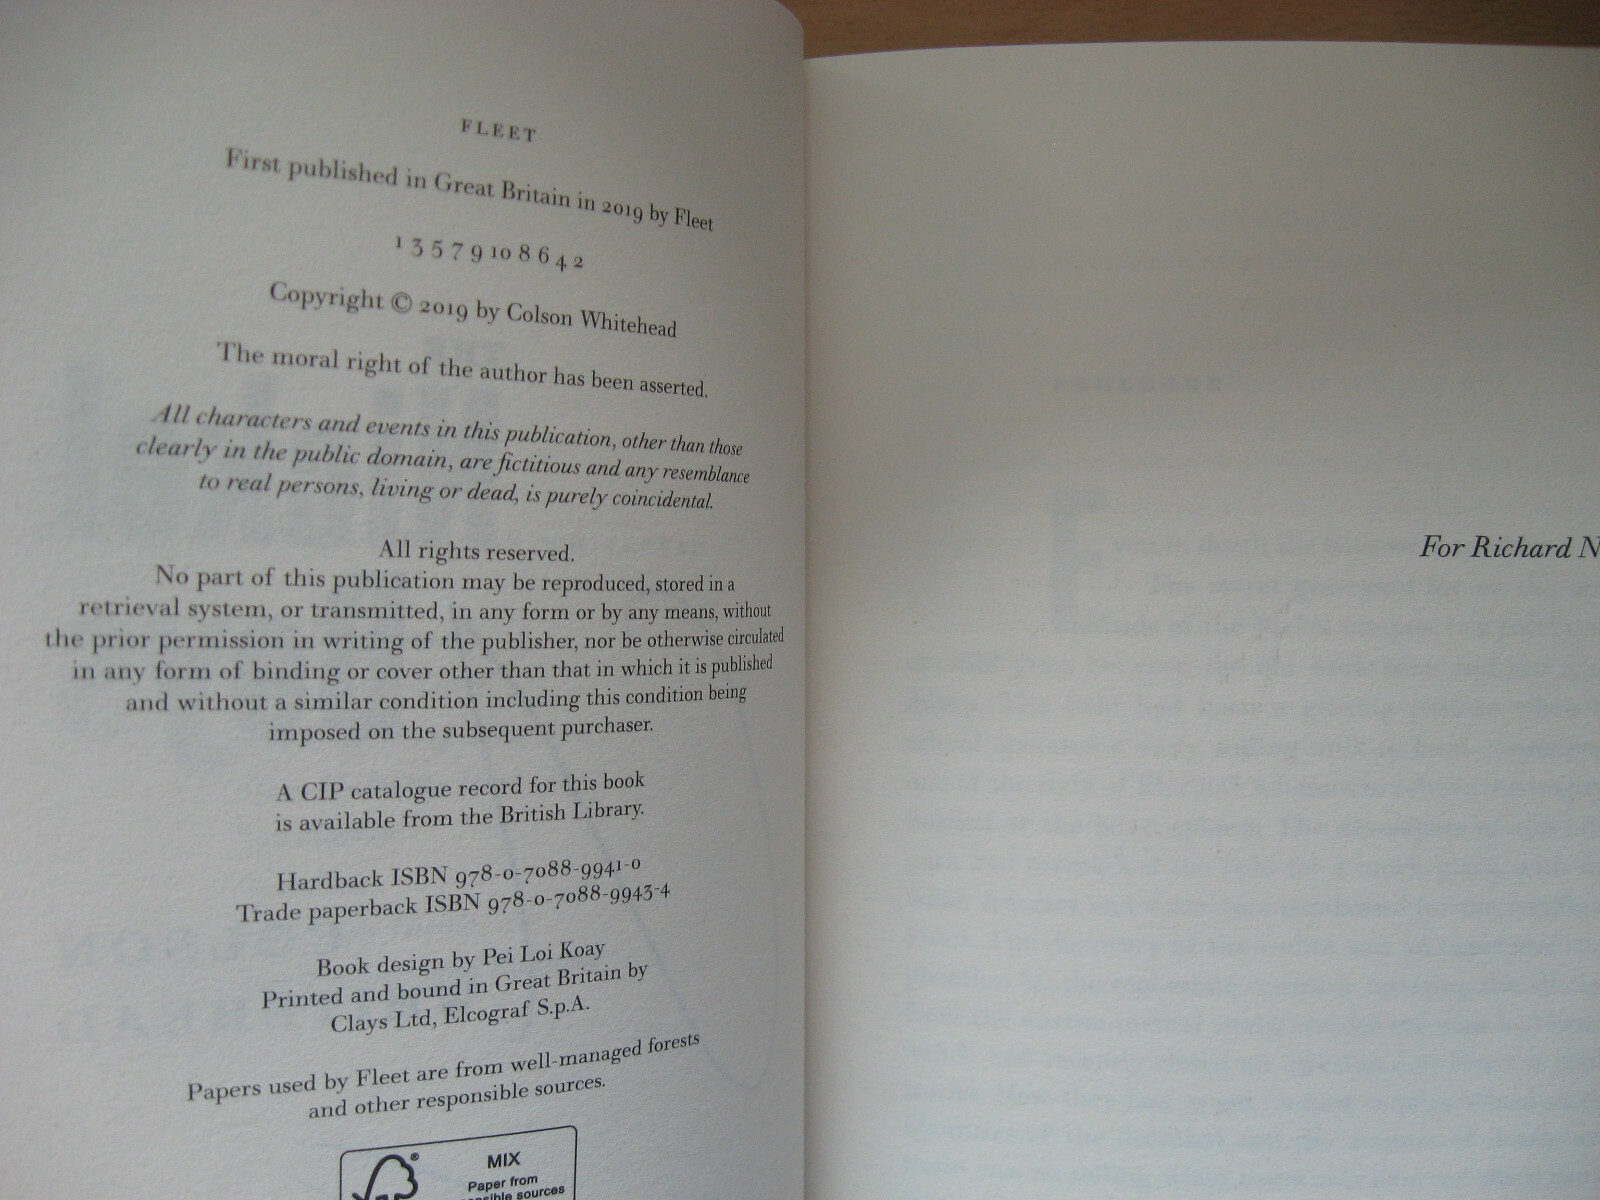 FLEET
First published in Great Britain in 2019 by Fleet
1 3 5 7 9 10 8 6 4 2
Copyright © 2019 by Colson Whitehead
The moral right of the author has been asserted.
All characters and events in this publication, other than those
clearly in the public domain, are fictitious and any resemblance
to real persons, living or dead, is purely coincidental.
All rights reserved.
No part of this publication may be reproduced, stored in a
retrieval system, or transmitted, in any form or by any means, without
the prior permission in writing of the publisher, nor be otherwise circulated
in any form of binding or cover other than that in which it is published
and without a similar condition including this condition being
imposed on the subsequent purchaser.
A CIP catalogue record for this book
is available from the British Library.
Hardback ISBN 978-0-7088-9941-0
Trade paperback ISBN 978-0-7088-9943-4
Book design by Pei Loi Koay
Printed and bound in Great Britain by
Clays Ltd, Elcograf S.p.A.
Papers used by Fleet are from well-managed forests
and other responsible sources.
®
MIX
Paper from
sources
For Richard N